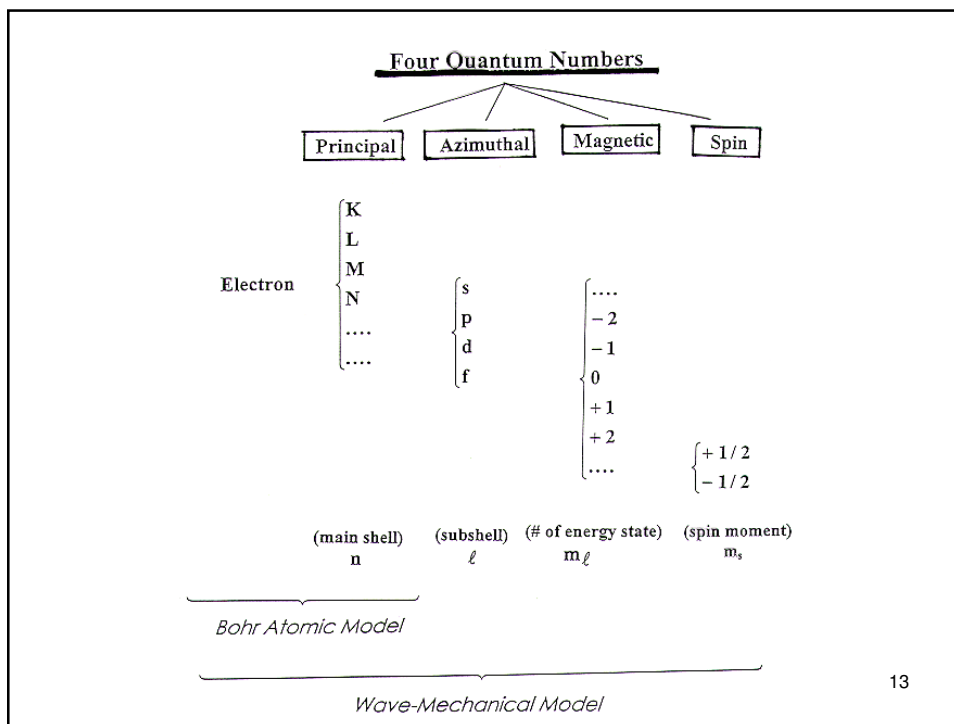 Four Quantum Numbers
Principal Azimuthal Magnetic Spin
Electron
K
L
M
N
....
....
s
p
d
f
....
− 2
− 1
0
+ 1
+ 2
....
+ 1 / 2
− 1 / 2
(main shell) (subshell) (# of energy state) (spin moment)
n ℓ mℓ ms
Bohr Atomic Model
Wave-Mechanical Model
13